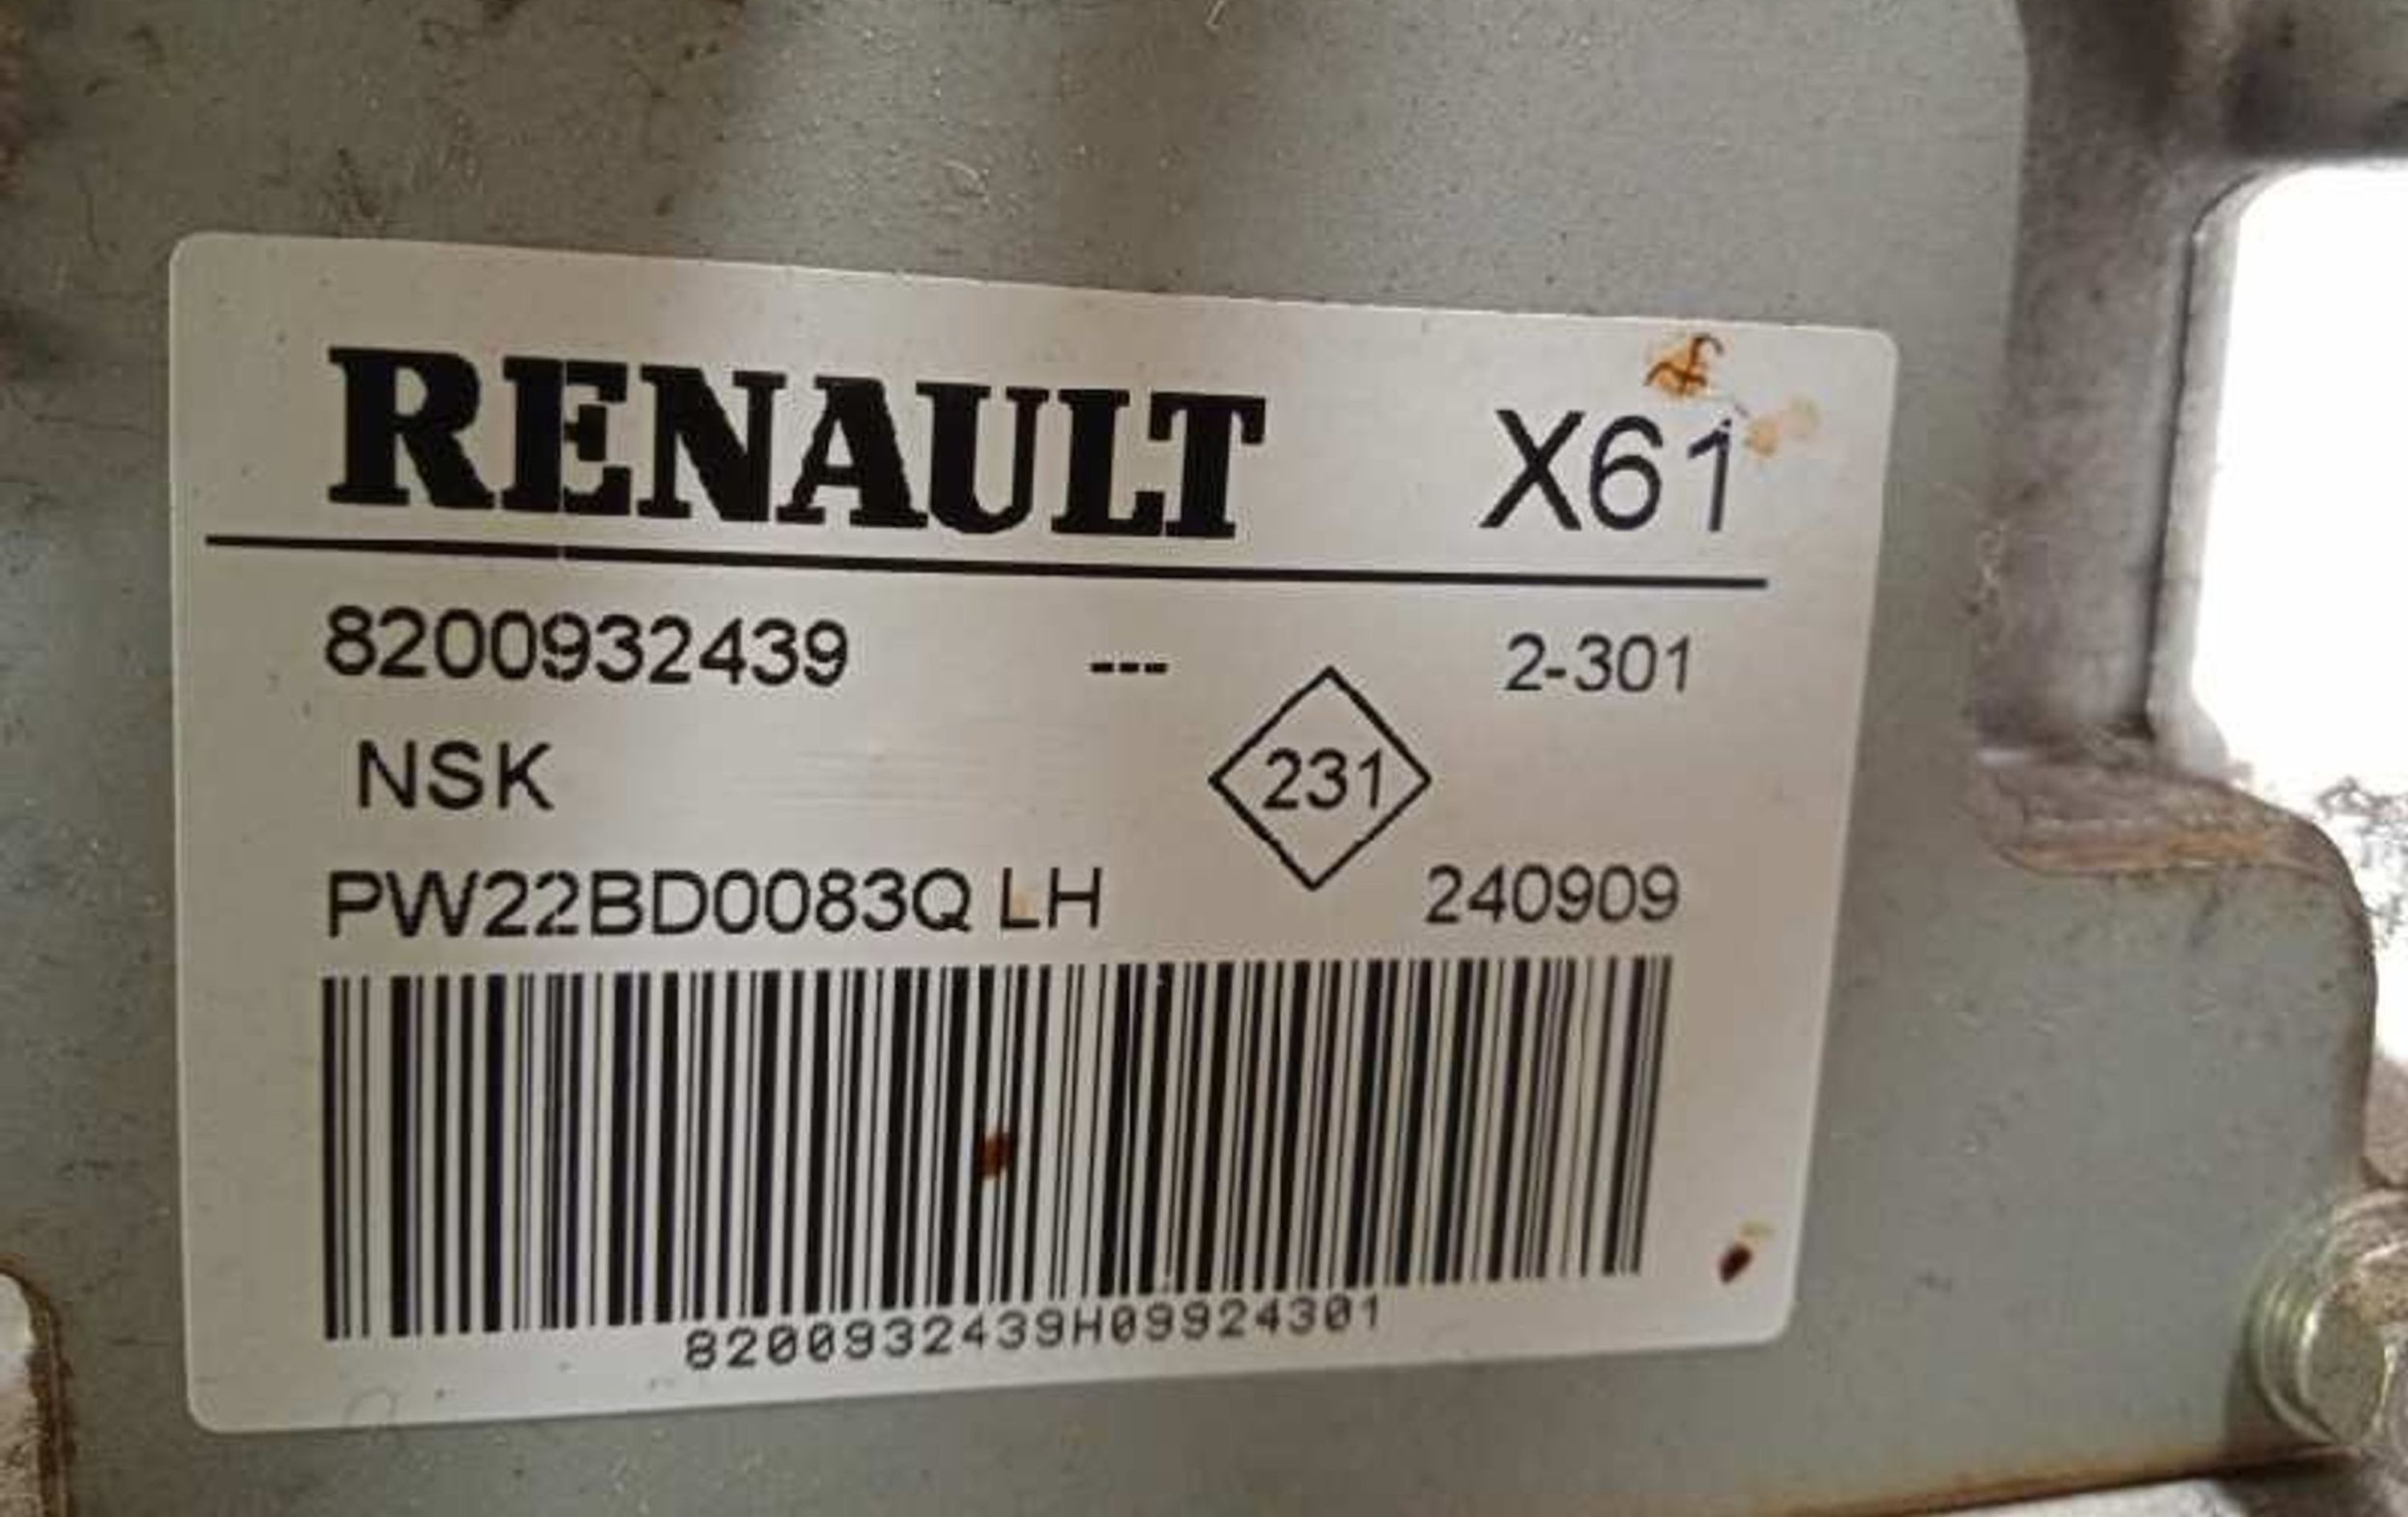 RENAULT X61
8200932439 --- 2-301
NSK 231
PW22BD0083Q LH 240909
8200932439H09924301